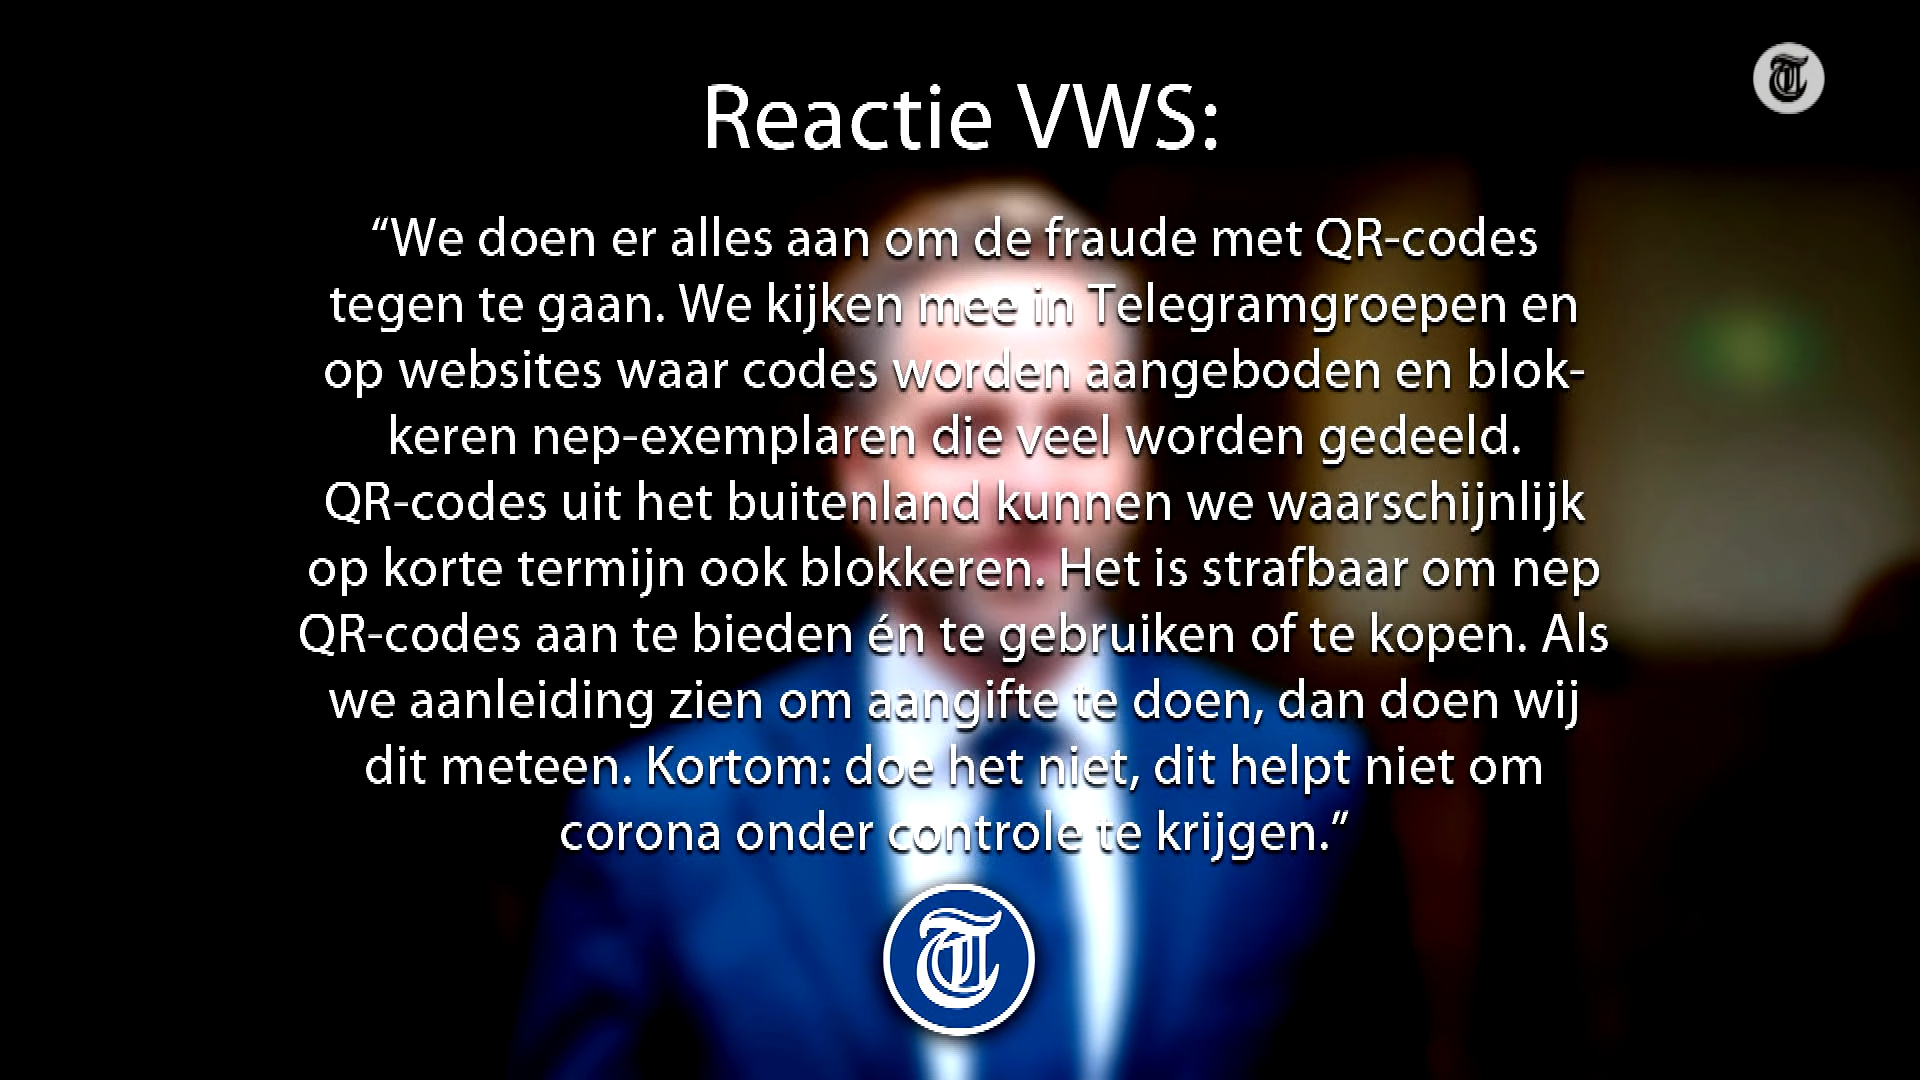 Reactie VWS:
“We doen er alles aan om de fraude met QR-codes
tegen te gaan. We kijken mee in Telegramgroepen en
op websites waar codes worden aangeboden en blok-
keren nep-exemplaren die veel worden gedeeld.
QR-codes uit het buitenland kunnen we waarschijnlijk
op korte termijn ook blokkeren. Het is strafbaar om nep
QR-codes aan te bieden én te gebruiken of te kopen. Als
we aanleiding zien om aangifte te doen, dan doen wij
dit meteen. Kortom: doe het niet, dit helpt niet om
corona onder controle te krijgen.”